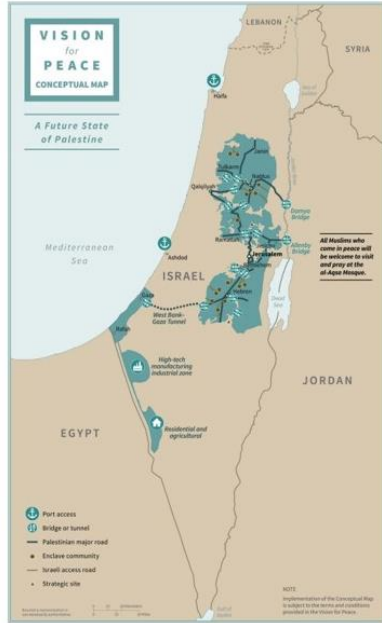 VISION
for
PEACE
CONCEPTUAL MAP
A Future State
of Palestine
LEBANON
SYRIA
Haifa
Jenin
Tulkarm
Nablus
Qalqilyah
Damya
Bridge
Ramallah
Allenby
Bridge
Jerusalem
All Muslims who
come in peace will
be welcome to visit
and pray at the
al-Aqsa Mosque.
Mediterranean
Sea
Ashdod
ISRAEL
Hebron
Dead
Sea
Gaza
West Bank-
Gaza Tunnel
Rafah
High-tech
manufacturing
industrial zone
JORDAN
EGYPT
Residential and
agricultural
Port access
Bridge or tunnel
Palestinian major road
Enclave community
Israeli access road
Strategic site
NOTE
Implementation of the Conceptual Map
is subject to the terms and conditions
provided in the Vision for Peace.
Gulf of